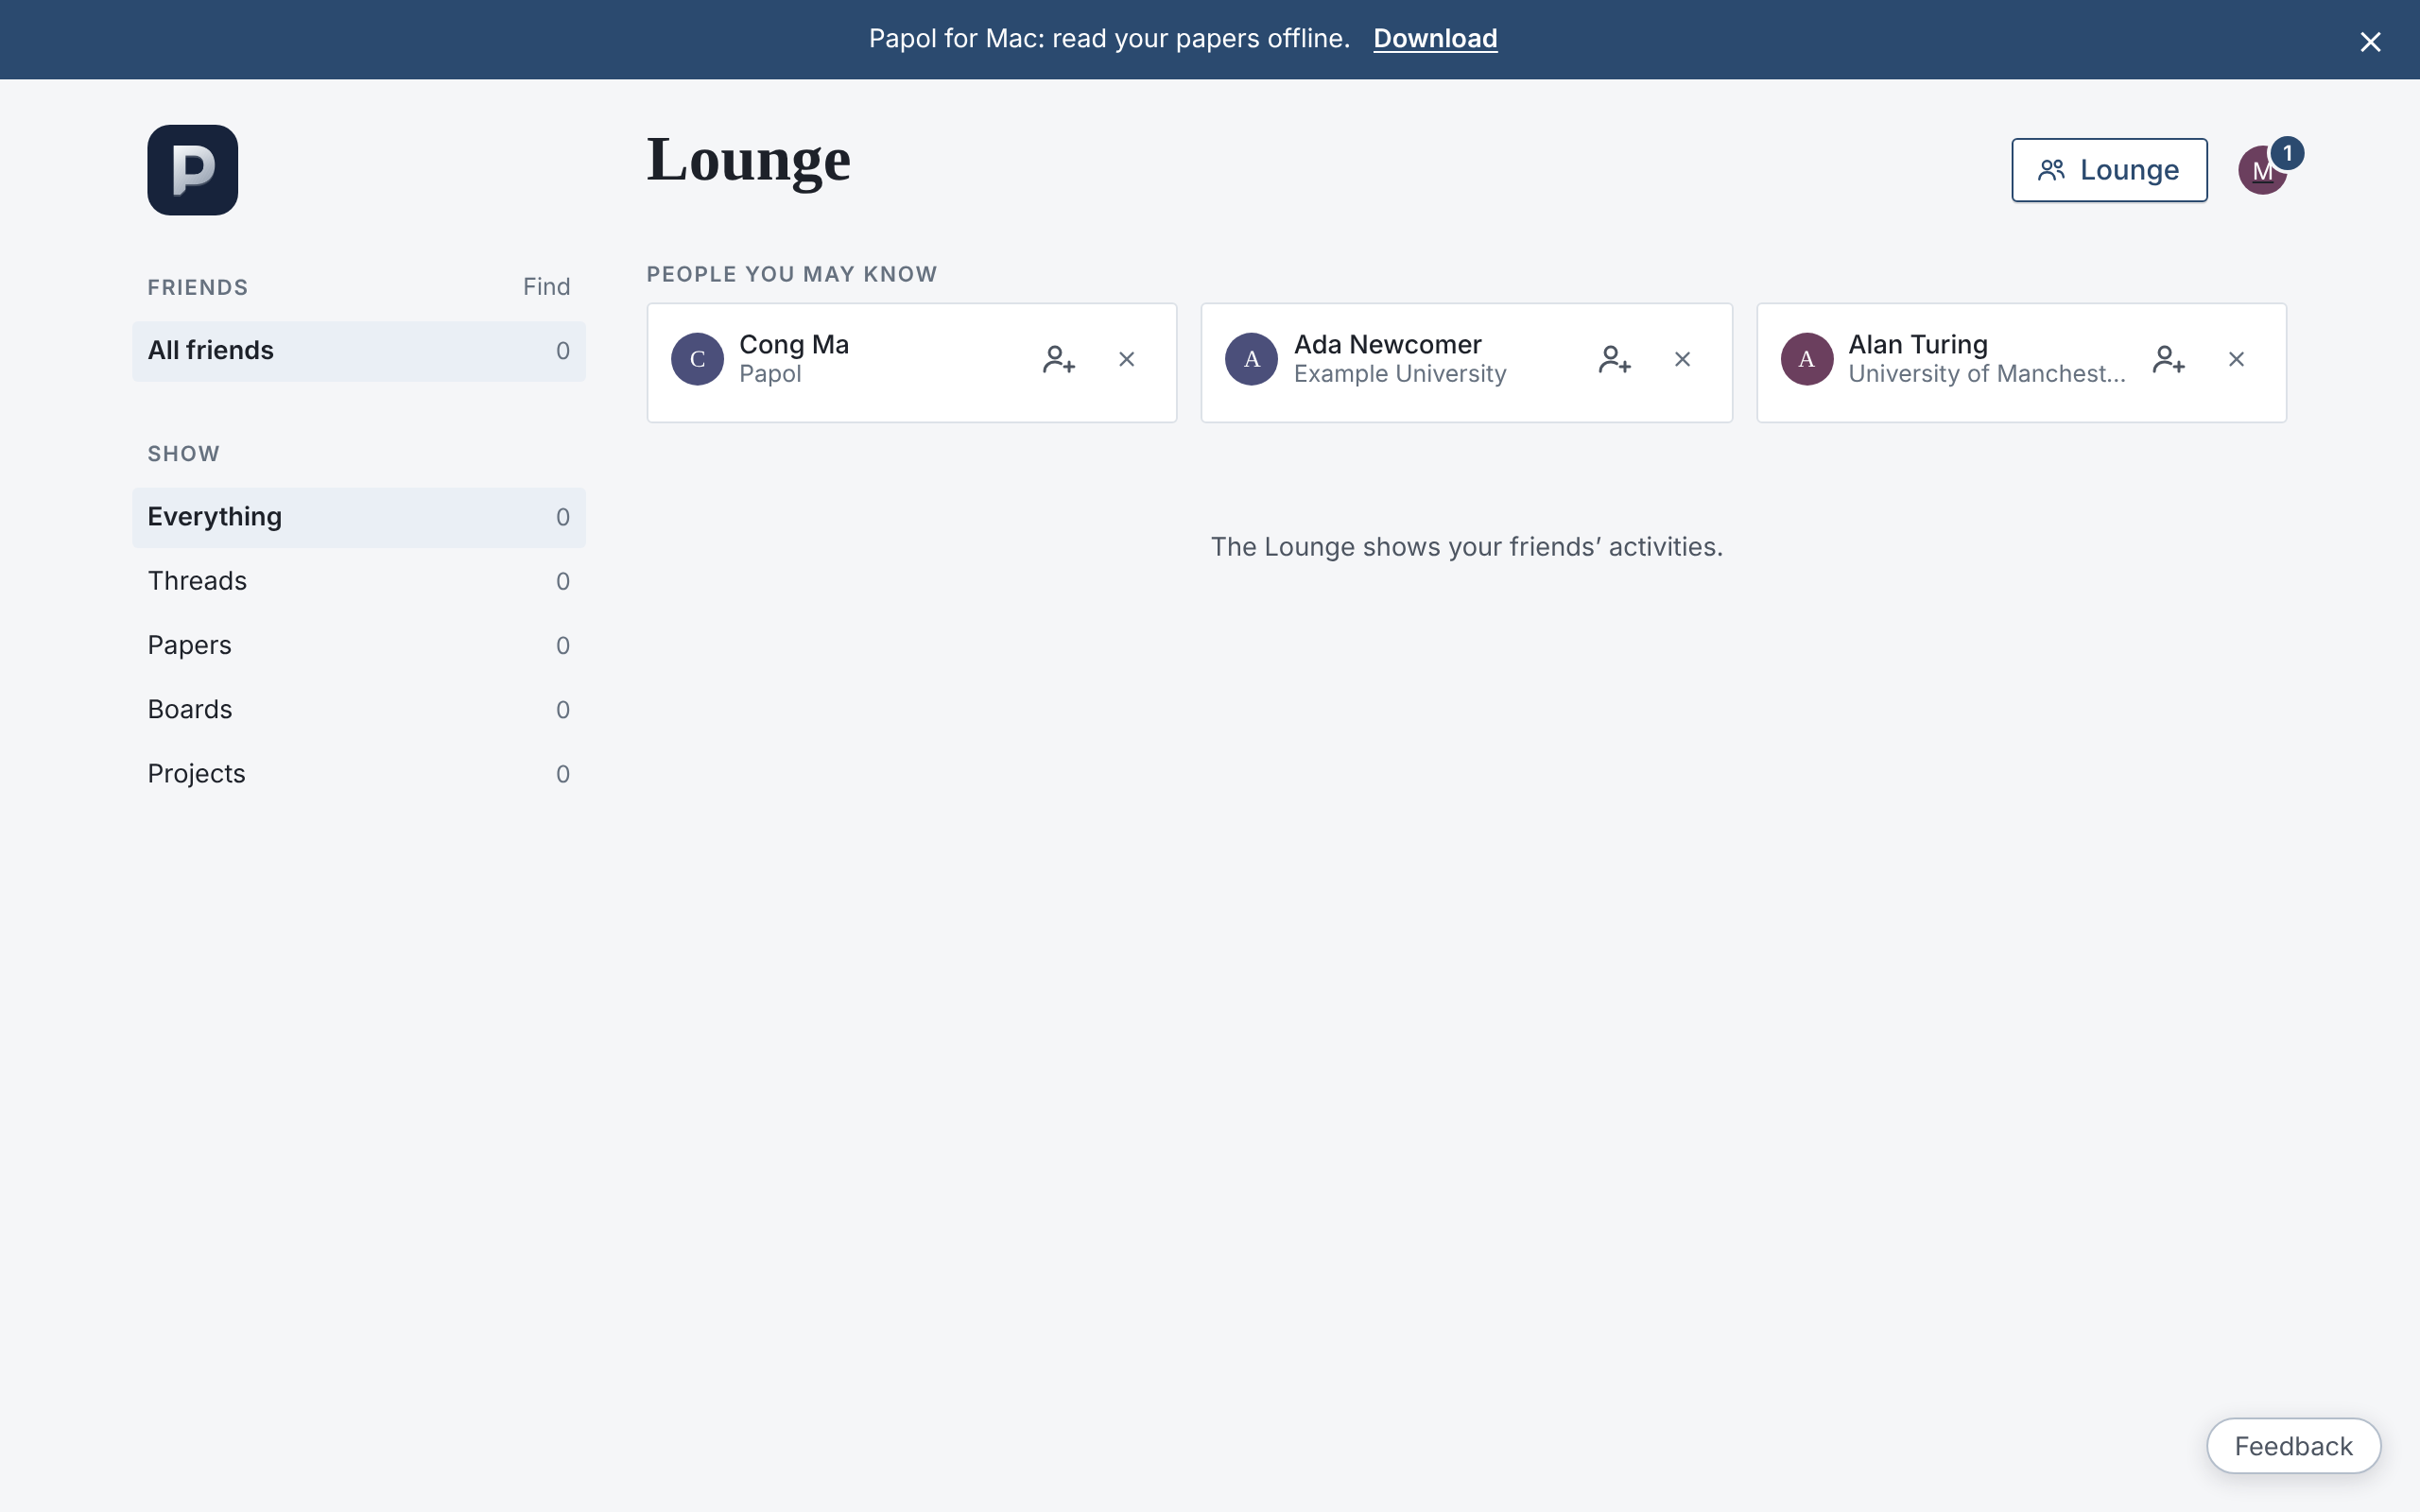 Papol for Mac: read your papers offline. Download
P
Lounge
Lounge
M
1
FRIENDS
Find
All friends
0
SHOW
Everything
0
Threads
0
Papers
0
Boards
0
Projects
0
PEOPLE YOU MAY KNOW
C
Cong Ma
Papol
A
Ada Newcomer
Example University
A
Alan Turing
University of Manchest...
The Lounge shows your friends’ activities.
Feedback